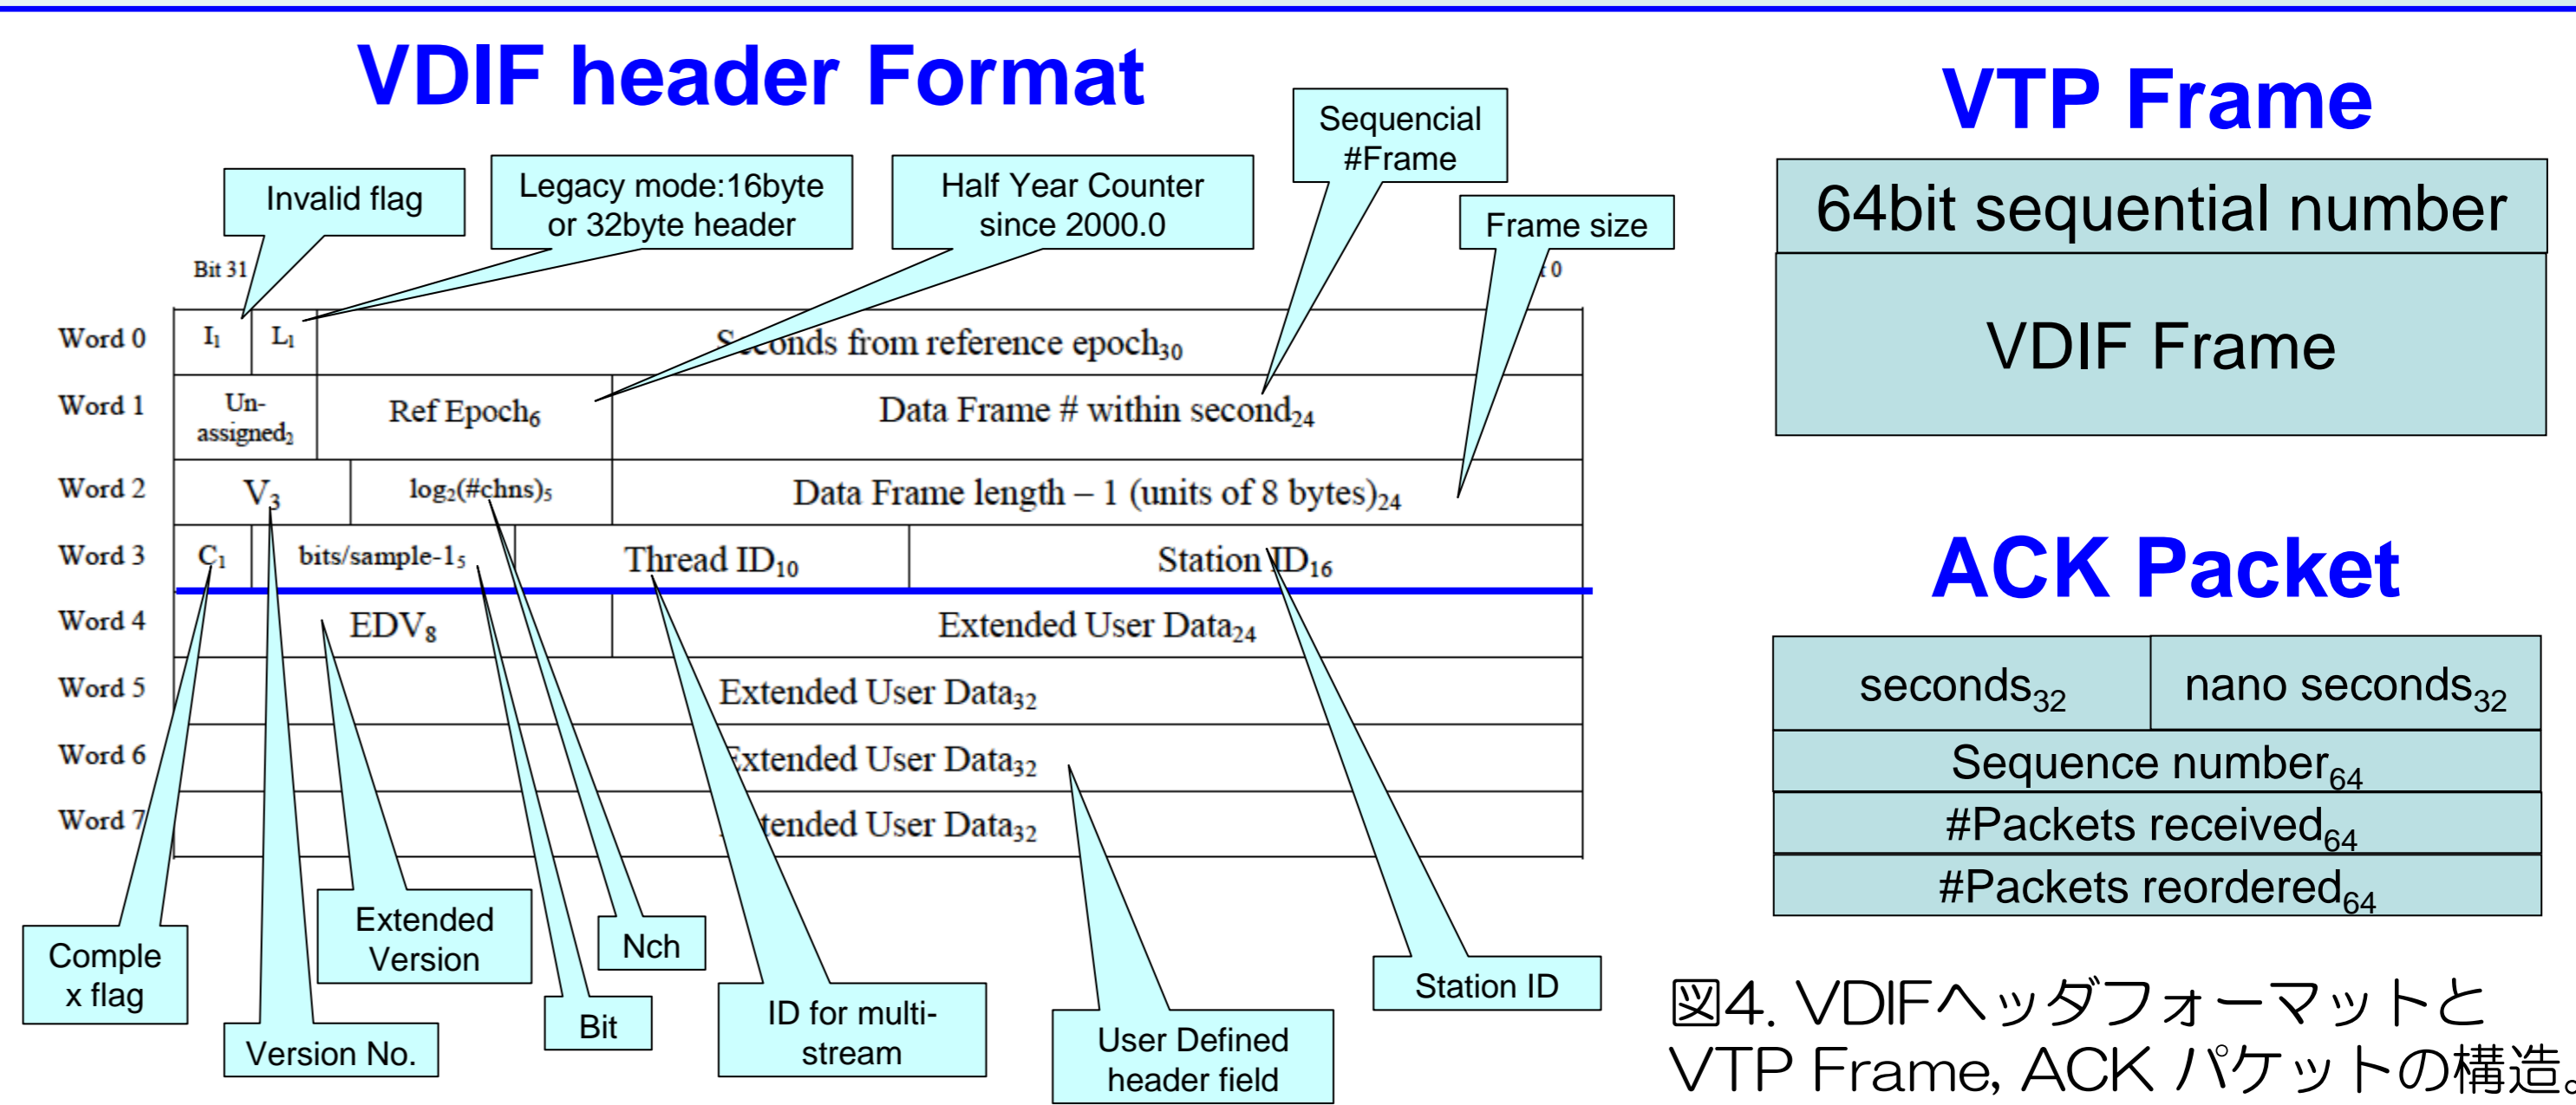 VDIF header Format
Invalid flag
Legacy mode:16byte
or 32byte header
Half Year Counter
since 2000.0
Sequencial
#Frame
Frame size
Bit 31
0
Word 0
I1
L1
Seconds from reference epoch30
Word 1
Un-
assigned2
Ref Epoch6
Data Frame # within second24
Word 2
V3
log2(#chns)5
Data Frame length – 1 (units of 8 bytes)24
Word 3
C1
bits/sample-15
Thread ID10
Station ID16
Word 4
EDV8
Extended User Data24
Word 5
Extended User Data32
Word 6
Extended User Data32
Word 7
Extended User Data32
Comple
x flag
Version No.
Extended
Version
Bit
Nch
ID for multi-
stream
User Defined
header field
Station ID
VTP Frame
64bit sequential number
VDIF Frame
ACK Packet
seconds32
nano seconds32
Sequence number64
#Packets received64
#Packets reordered64
図4. VDIFヘッダフォーマットと
VTP Frame, ACK パケットの構造。